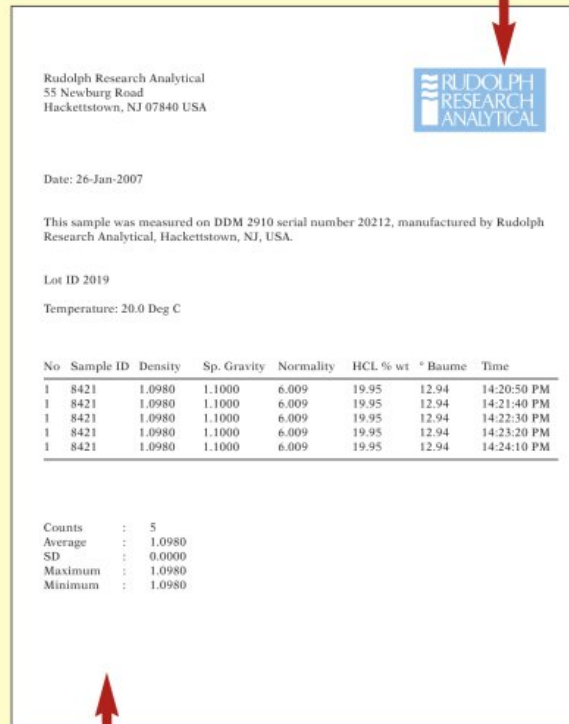 Rudolph Research Analytical
55 Newburg Road
Hackettstown, NJ 07840 USA
RUDOLPH
RESEARCH
ANALYTICAL
Date: 26-Jan-2007
This sample was measured on DDM 2910 serial number 20212, manufactured by Rudolph
Research Analytical, Hackettstown, NJ, USA.
Lot ID 2019
Temperature: 20.0 Deg C
No Sample ID Density Sp. Gravity Normality HCL % wt ° Baume Time
1 8421 1.0980 1.1000 6.009 19.95 12.94 14:20:50 PM
1 8421 1.0980 1.1000 6.009 19.95 12.94 14:21:40 PM
1 8421 1.0980 1.1000 6.009 19.95 12.94 14:22:30 PM
1 8421 1.0980 1.1000 6.009 19.95 12.94 14:23:20 PM
1 8421 1.0980 1.1000 6.009 19.95 12.94 14:24:10 PM
Counts : 5
Average : 1.0980
SD : 0.0000
Maximum : 1.0980
Minimum : 1.0980